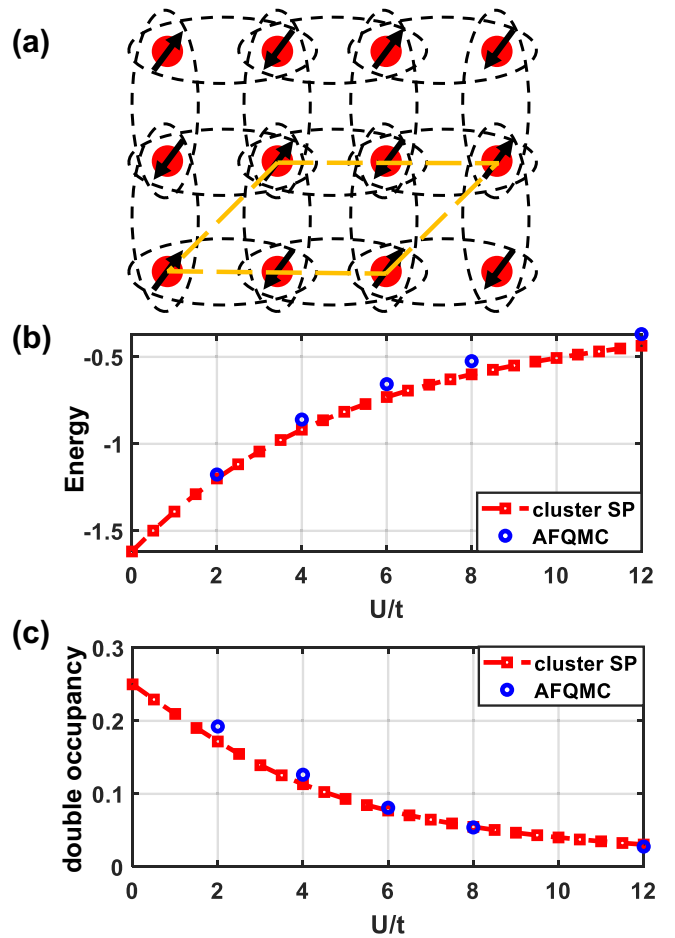 (a)
(b)
-0.5
-1
-1.5
Energy
cluster SP
AFQMC
0 2 4 6 8 10 12
U/t
(c)
0.3
0.2
0.1
0
double occupancy
cluster SP
AFQMC
0 2 4 6 8 10 12
U/t